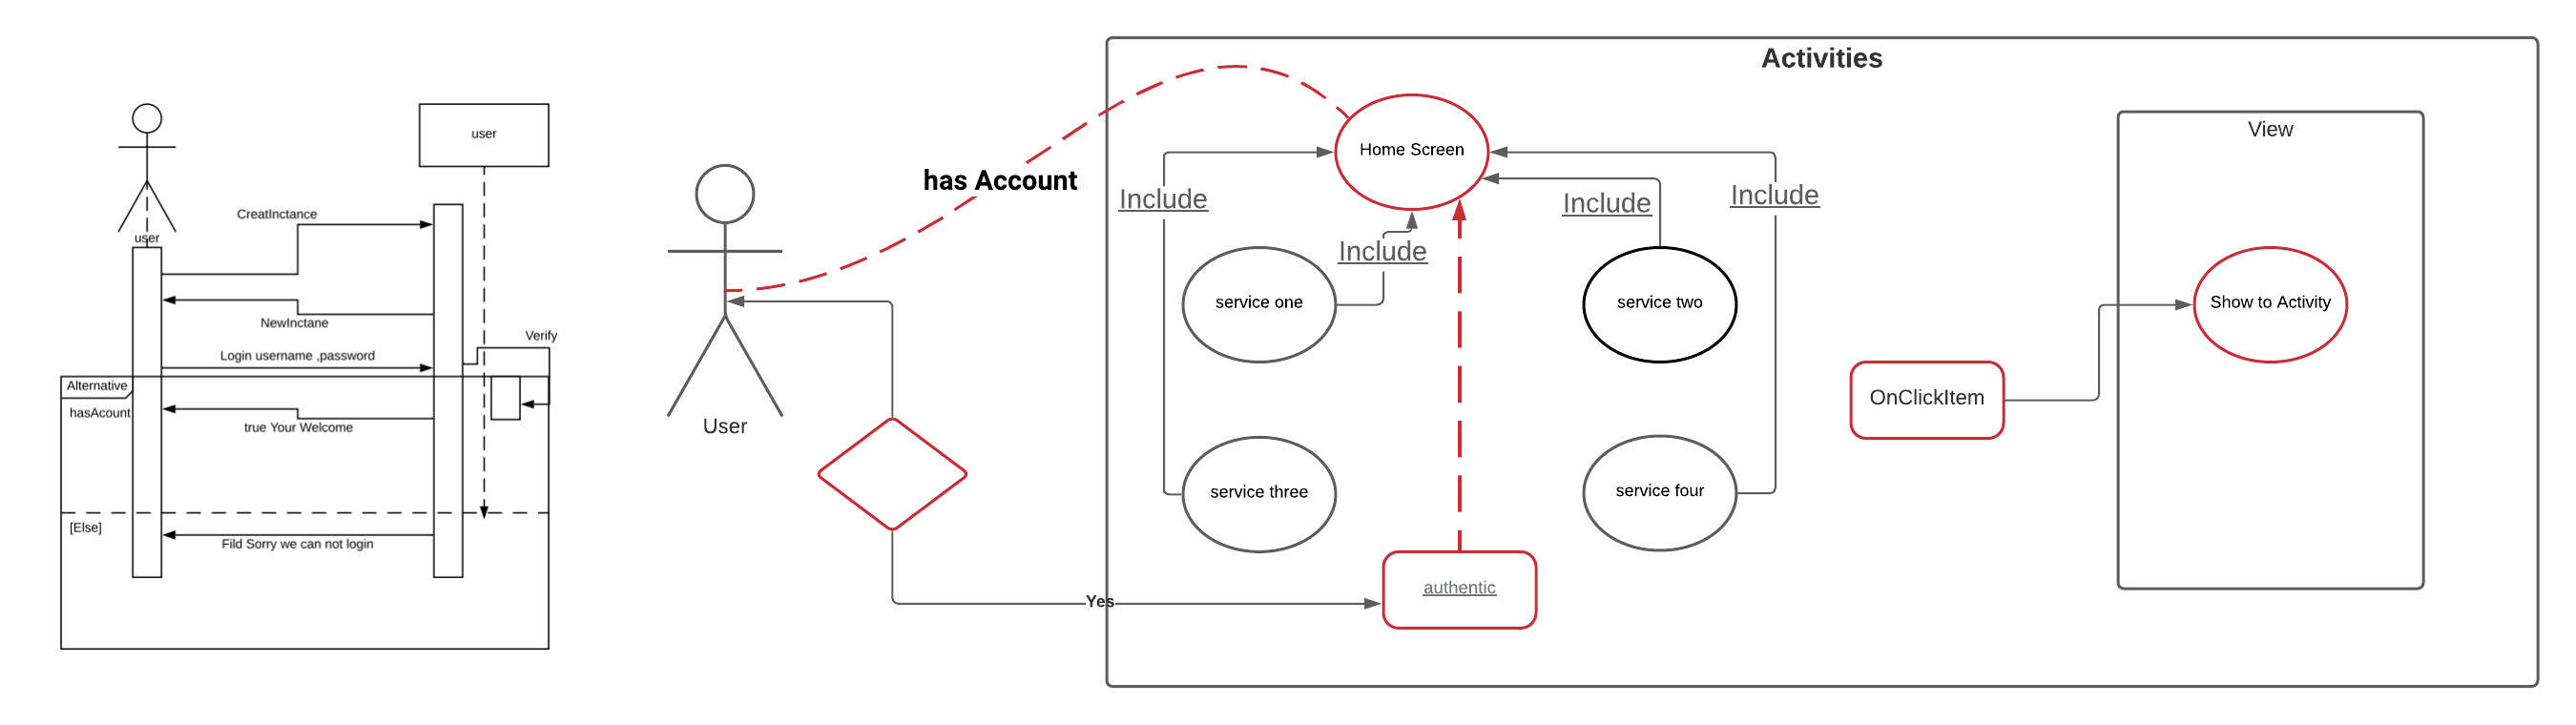 user
user
CreatInctance
NewInctane
Verify
Login username ,password
Alternative
hasAcount
true Your Welcome
[Else]
Fild Sorry we can not login
has Account
User
Yes
Activities
Home Screen
Include
Include
Include
Include
service one
service two
service three
service four
authentic
OnClickItem
View
Show to Activity